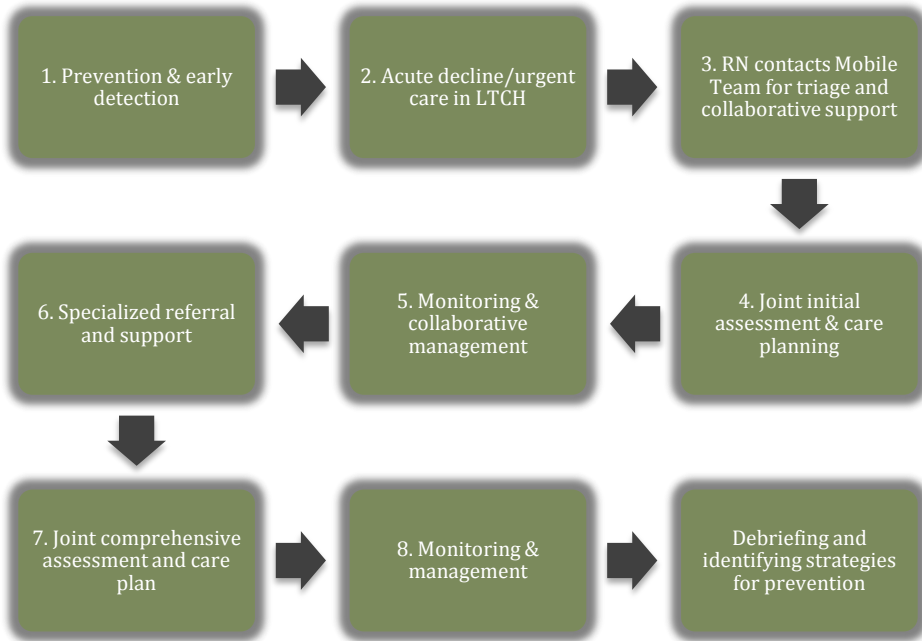 1. Prevention & early
detection
2. Acute decline/urgent
care in LTCH
3. RN contacts Mobile
Team for triage and
collaborative support
4. Joint initial
assessment & care
planning
5. Monitoring &
collaborative
management
6. Specialized referral
and support
7. Joint comprehensive
assessment and care
plan
8. Monitoring &
management
Debriefing and
identifying strategies
for prevention